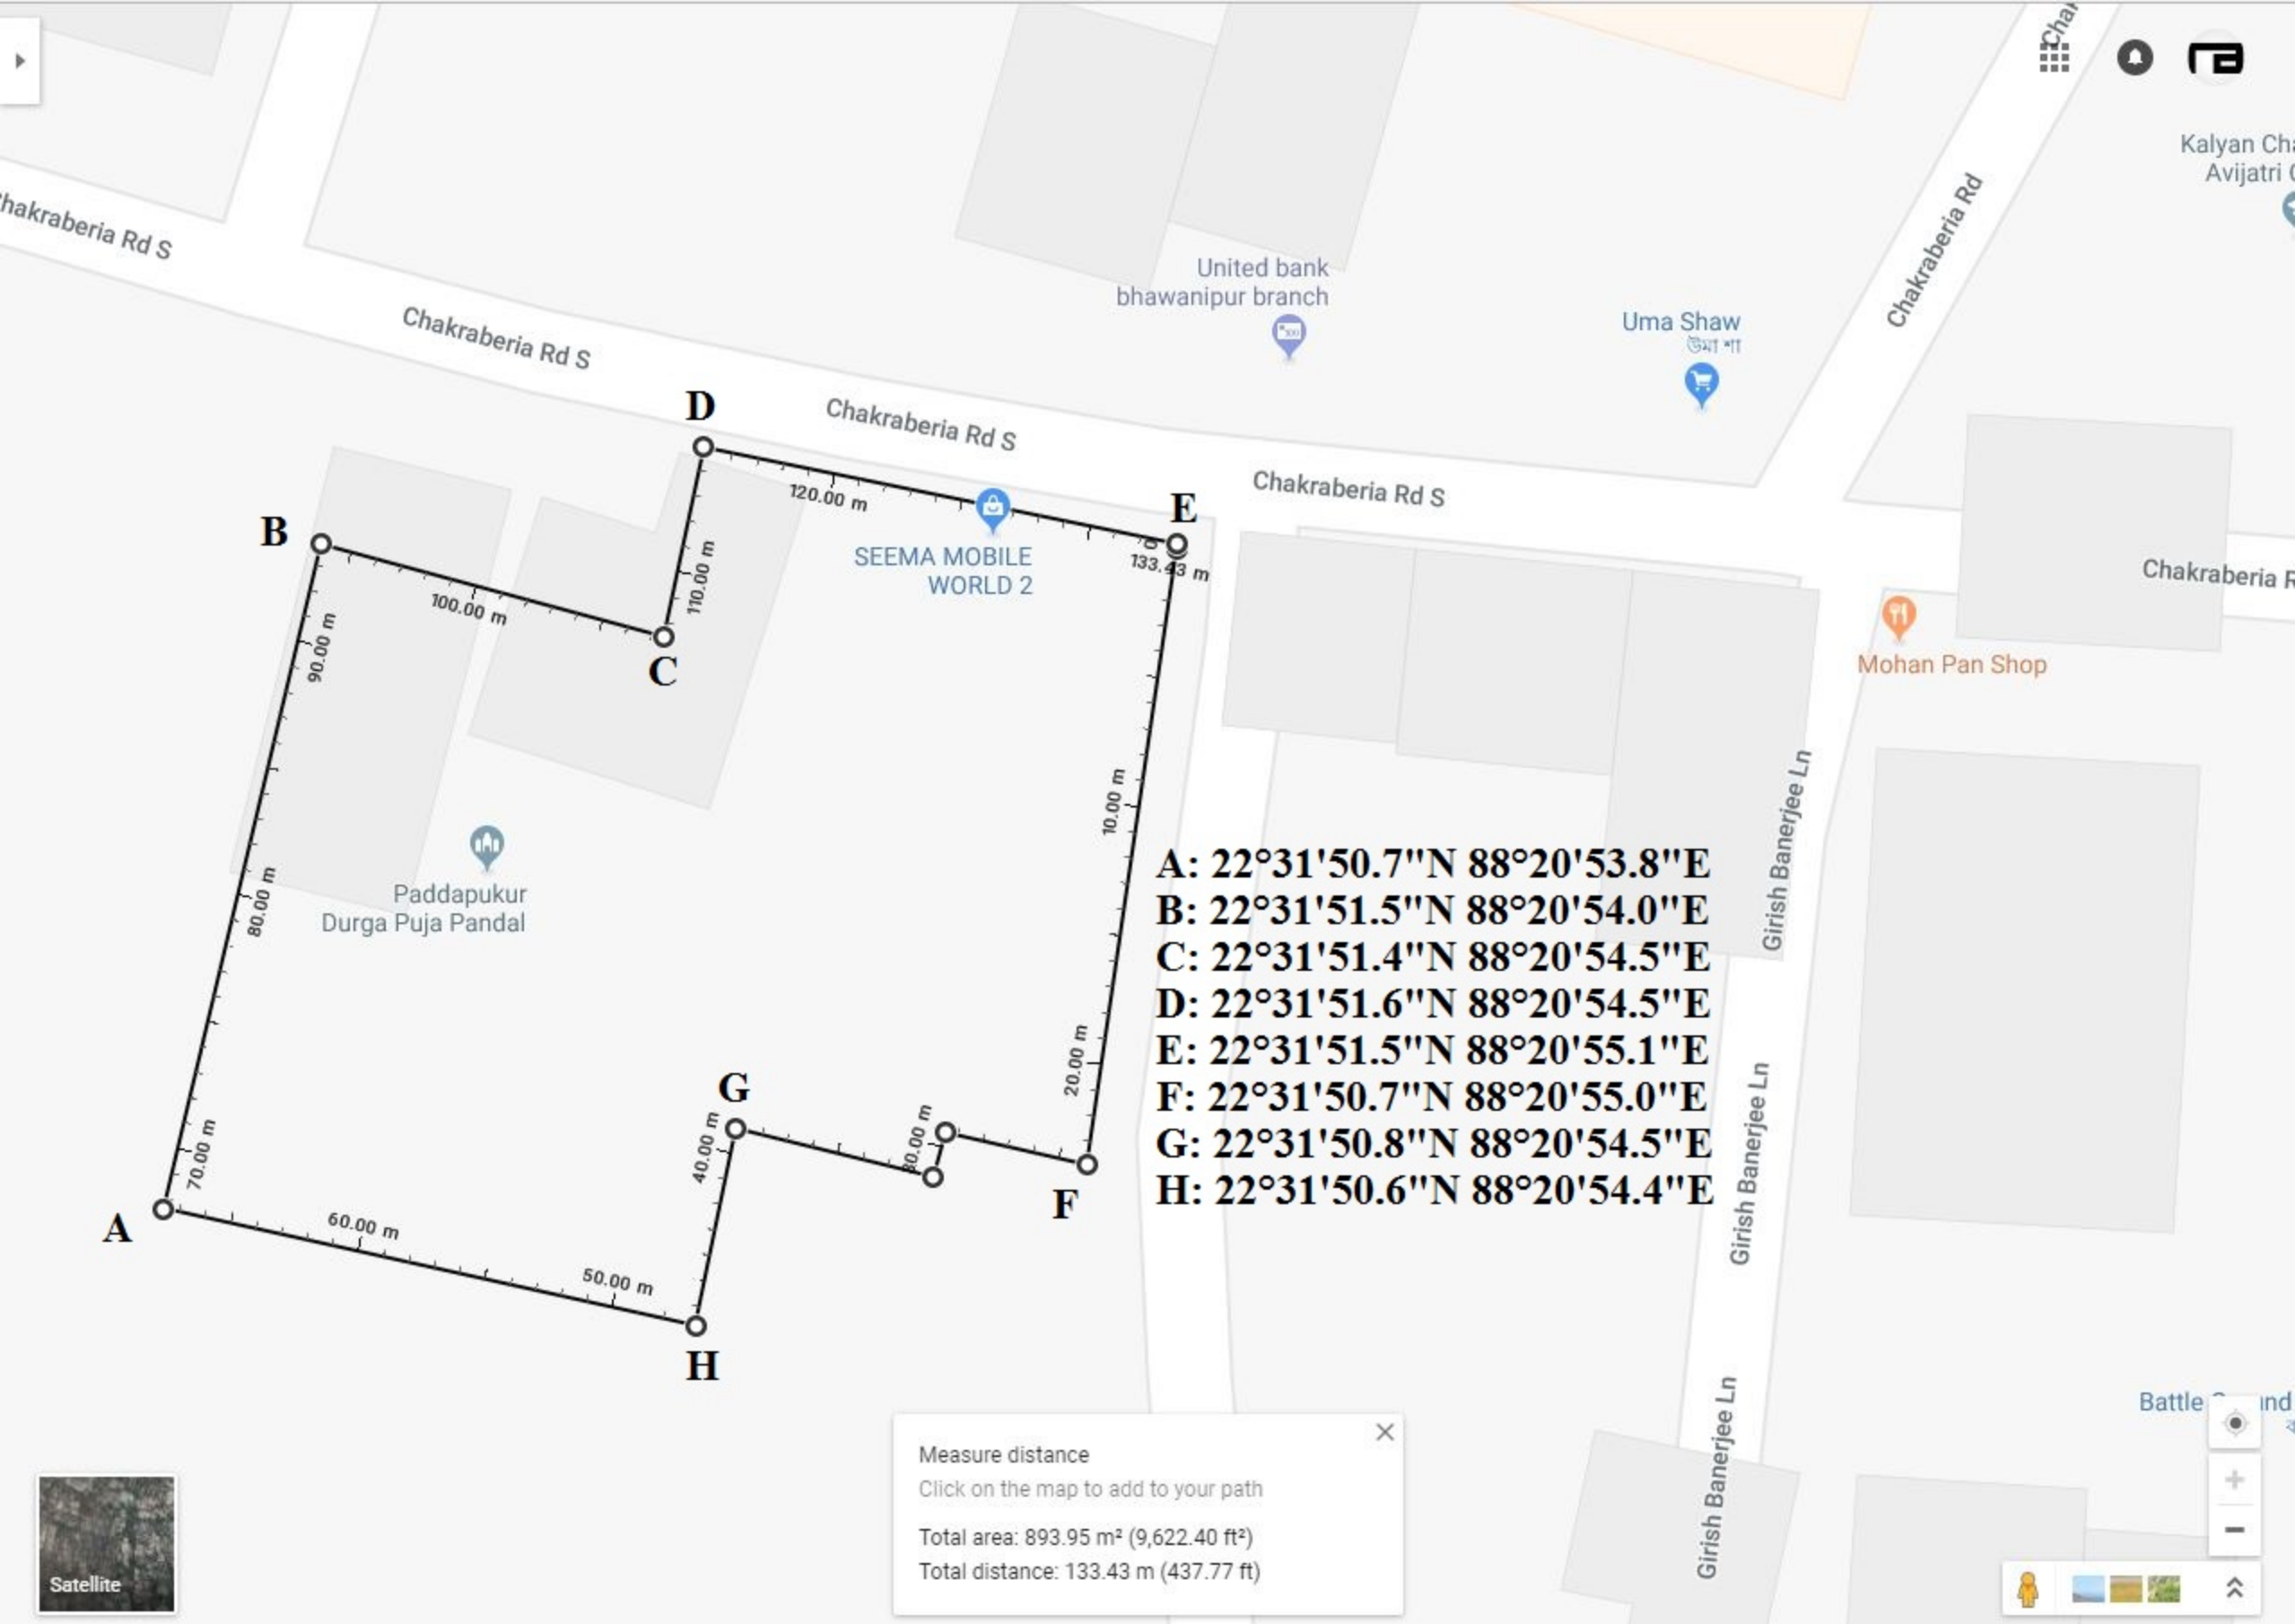 Cha
Kalyan Cha
Avijatri
Chakraberia Rd
hakraberia Rd S
United bank
bhawanipur branch
Uma Shaw
উমা শা
Chakraberia Rd S
D
Chakraberia Rd S
Chakraberia Rd S
120.00 m
E
B
SEEMA MOBILE
WORLD 2
133.43 m
Chakraberia R
110.00 m
100.00 m
90.00 m
C
Mohan Pan Shop
10.00 m
Girish Banerjee Ln
80.00 m
Paddapukur
Durga Puja Pandal
A: 22°31'50.7"N 88°20'53.8"E
B: 22°31'51.5"N 88°20'54.0"E
C: 22°31'51.4"N 88°20'54.5"E
D: 22°31'51.6"N 88°20'54.5"E
E: 22°31'51.5"N 88°20'55.1"E
F: 22°31'50.7"N 88°20'55.0"E
G: 22°31'50.8"N 88°20'54.5"E
H: 22°31'50.6"N 88°20'54.4"E
20.00 m
G
30.00 m
40.00 m
70.00 m
F
A
60.00 m
50.00 m
Girish Banerjee Ln
H
Girish Banerjee Ln
Battle
nd
Measure distance
Click on the map to add to your path
Total area: 893.95 m² (9,622.40 ft²)
Total distance: 133.43 m (437.77 ft)
Satellite